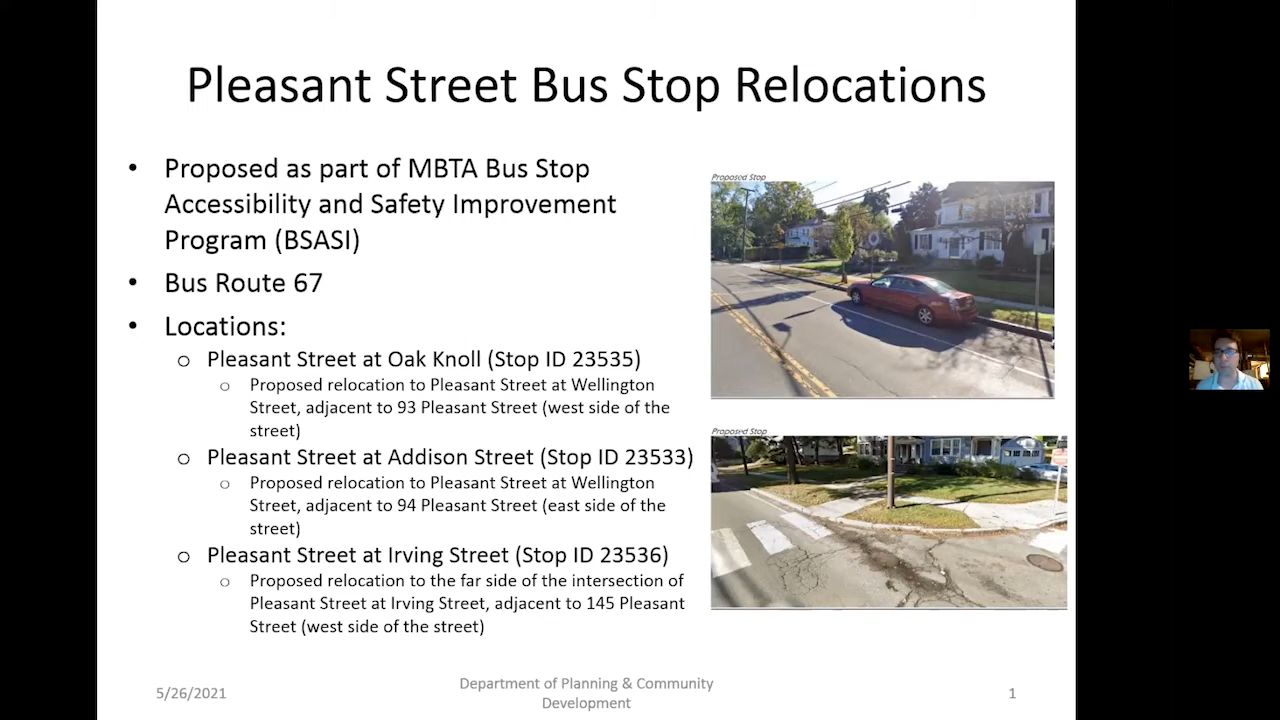 Pleasant Street Bus Stop Relocations
• Proposed as part of MBTA Bus Stop
Accessibility and Safety Improvement
Program (BSASI)
• Bus Route 67
• Locations:
o Pleasant Street at Oak Knoll (Stop ID 23535)
o Proposed relocation to Pleasant Street at Wellington
Street, adjacent to 93 Pleasant Street (west side of the
street)
o Pleasant Street at Addison Street (Stop ID 23533)
o Proposed relocation to Pleasant Street at Wellington
Street, adjacent to 94 Pleasant Street (east side of the
street)
o Pleasant Street at Irving Street (Stop ID 23536)
o Proposed relocation to the far side of the intersection of
Pleasant Street at Irving Street, adjacent to 145 Pleasant
Street (west side of the street)
Proposed Stop
Proposed Stop
5/26/2021
Department of Planning & Community
Development
1